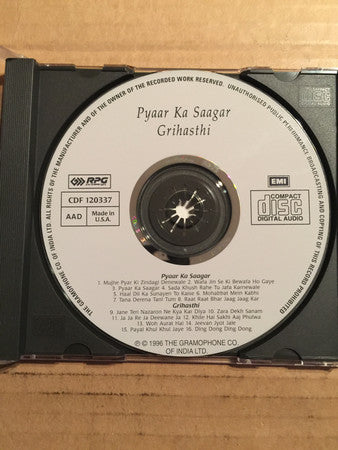 ALL RIGHTS OF THE MANUFACTURER AND OF THE OWNER OF THE RECORDED WORK RESERVED. UNAUTHORISED PUBLIC PERFORMANCE BROADCASTING AND COPYING OF THIS RECORD PROHIBITED
THE GRAMOPHONE CO. OF INDIA LTD.
Pyaar Ka Saagar
Grihasthi
RPG
CDF 120337
AAD
Made in
U.S.A.
EMI
COMPACT
disc
DIGITAL AUDIO
Pyaar Ka Saagar
1. Mujhe Pyar Ki Zindagi Denewale 2. Wafa Jin Se Ki Bewafa Ho Gaye
3. Pyaar Ka Saagar 4. Sada Khush Rahe Tu Jafa Karnewale
5. Haal Dil Ka Sunayen To Kaise 6. Mohabbat Mein Kabhi
7. Tana Derena Tani Tum 8. Raat Raat Bhar Jaag Jaag Kar
Grihasthi
9. Jane Teri Nazaron Ne Kya Kar Diya 10. Zara Dekh Sanam
11. Ja Ja Re Ja Deewane Ja 12. Khile Hai Sakhi Aaj Phulwa
13. Woh Aurat Hai 14. Jeevan Jyot Jale
15. Payal Khul Khul Jaye 16. Ding Dong Ding Dong
℗ © 1996 THE GRAMOPHONE CO.
OF INDIA LTD.